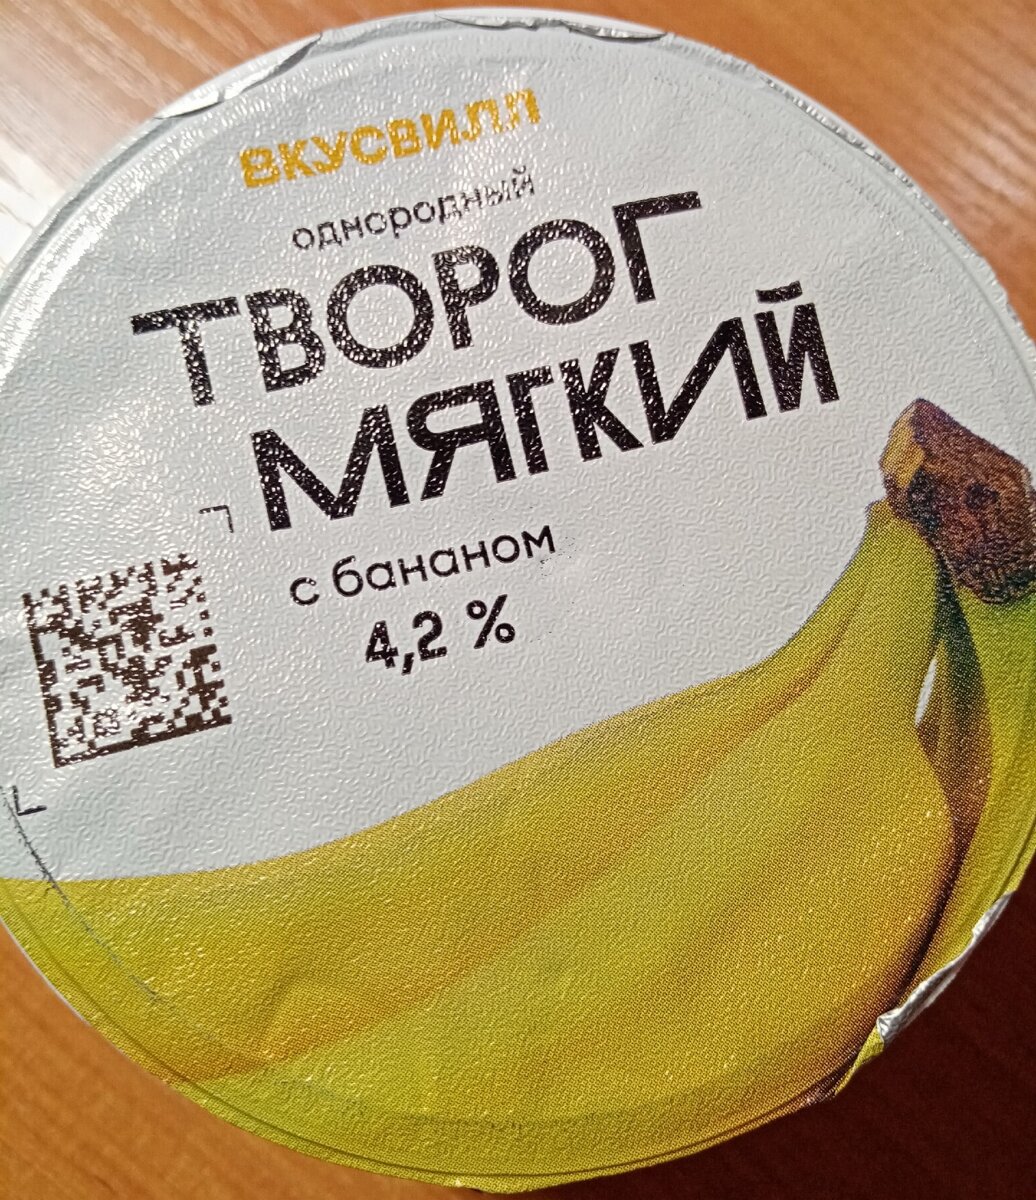 ВКУСВИЛЛ
однородный
ТВОРОГ
МЯГКИЙ
с бананом
4,2 %